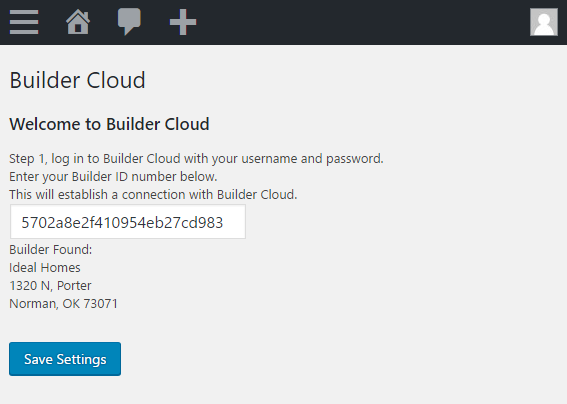 Builder Cloud
Welcome to Builder Cloud
Step 1, log in to Builder Cloud with your username and password.
Enter your Builder ID number below.
This will establish a connection with Builder Cloud.
5702a8e2f410954eb27cd983
Builder Found:
Ideal Homes
1320 N, Porter
Norman, OK 73071
Save Settings